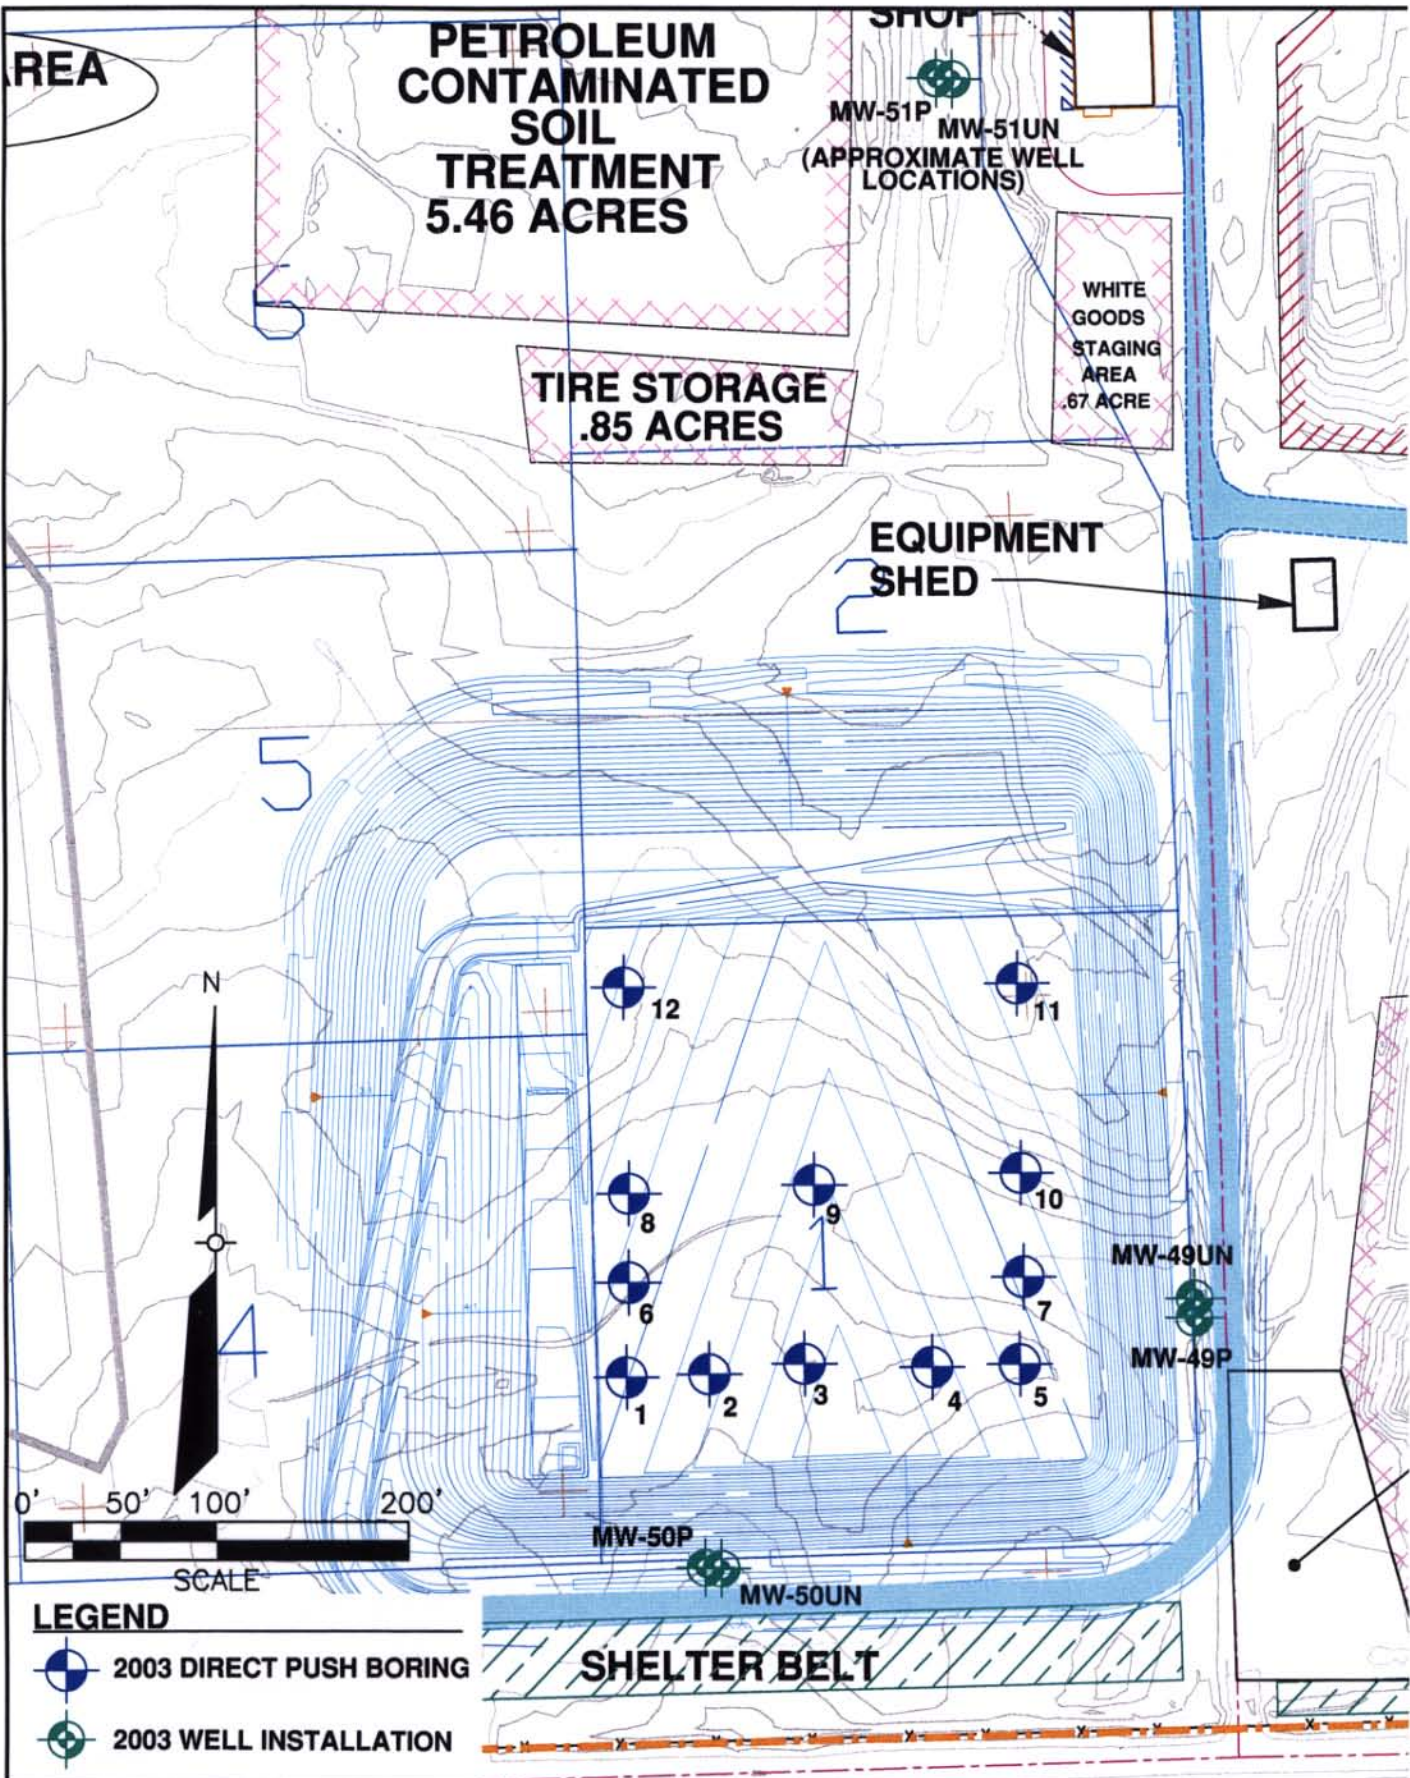 AREA
PETROLEUM
CONTAMINATED
SOIL
TREATMENT
5.46 ACRES
SHOP
MW-51P
MW-51UN
(APPROXIMATE WELL
LOCATIONS)
WHITE
GOODS
STAGING
AREA
.67 ACRE
6
TIRE STORAGE
.85 ACRES
EQUIPMENT
SHED
2
5
N
12
11
8
9
10
1
6
7
MW-49UN
MW-49P
4
1
2
3
4
5
0' 50' 100' 200'
SCALE
MW-50P
MW-50UN
LEGEND
2003 DIRECT PUSH BORING
2003 WELL INSTALLATION
SHELTER BELT
X X X X X X X X